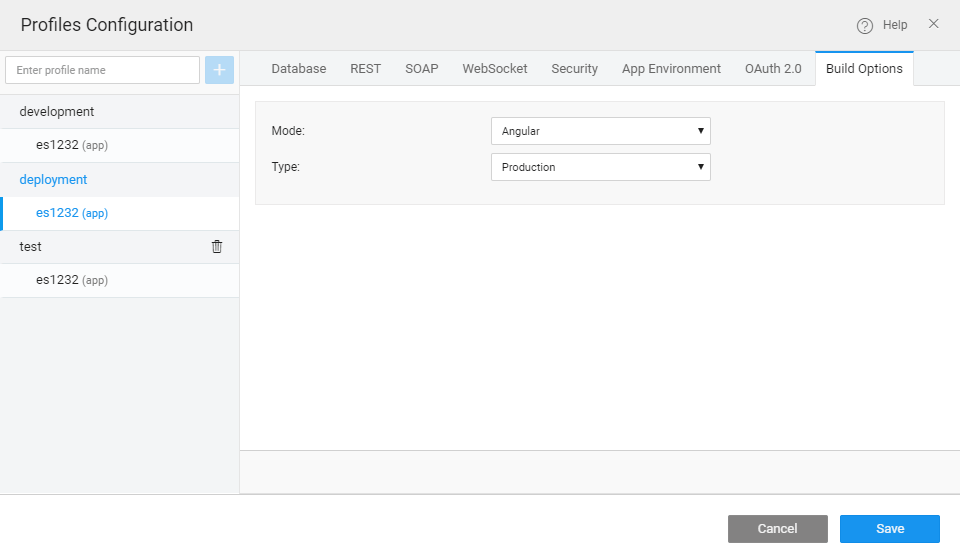 Profiles Configuration
Help
Enter profile name
Database REST SOAP WebSocket Security App Environment OAuth 2.0 Build Options
development
es1232 (app)
deployment
es1232 (app)
test
es1232 (app)
Mode: Angular
Type: Production
Cancel Save